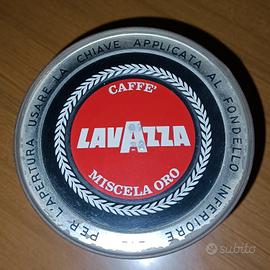 CAFFE'
LAVAZZA
MISCELA ORO
PER L'APERTURA USARE LA CHIAVE APPLICATA AL FONDELLO INFERIORE
subito